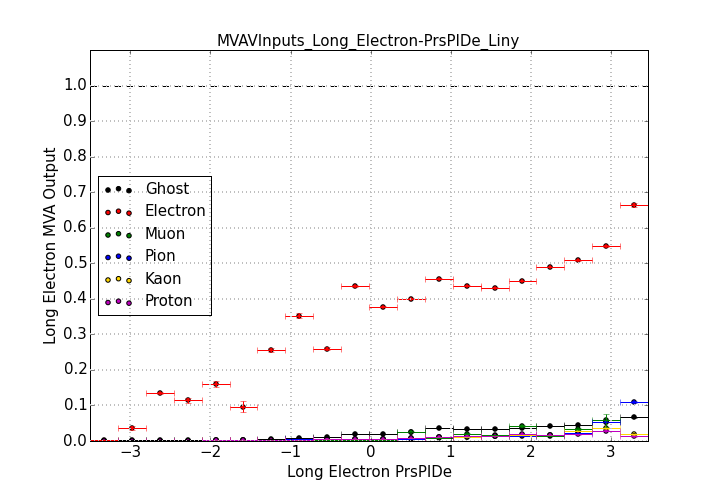 MVAVInputs_Long_Electron-PrsPIDe_Liny
1.0
0.9
0.8
0.7
0.6
0.5
0.4
0.3
0.2
0.1
0.0
Long Electron MVA Output
Ghost
Electron
Muon
Pion
Kaon
Proton
−3 −2 −1 0 1 2 3
Long Electron PrsPIDe